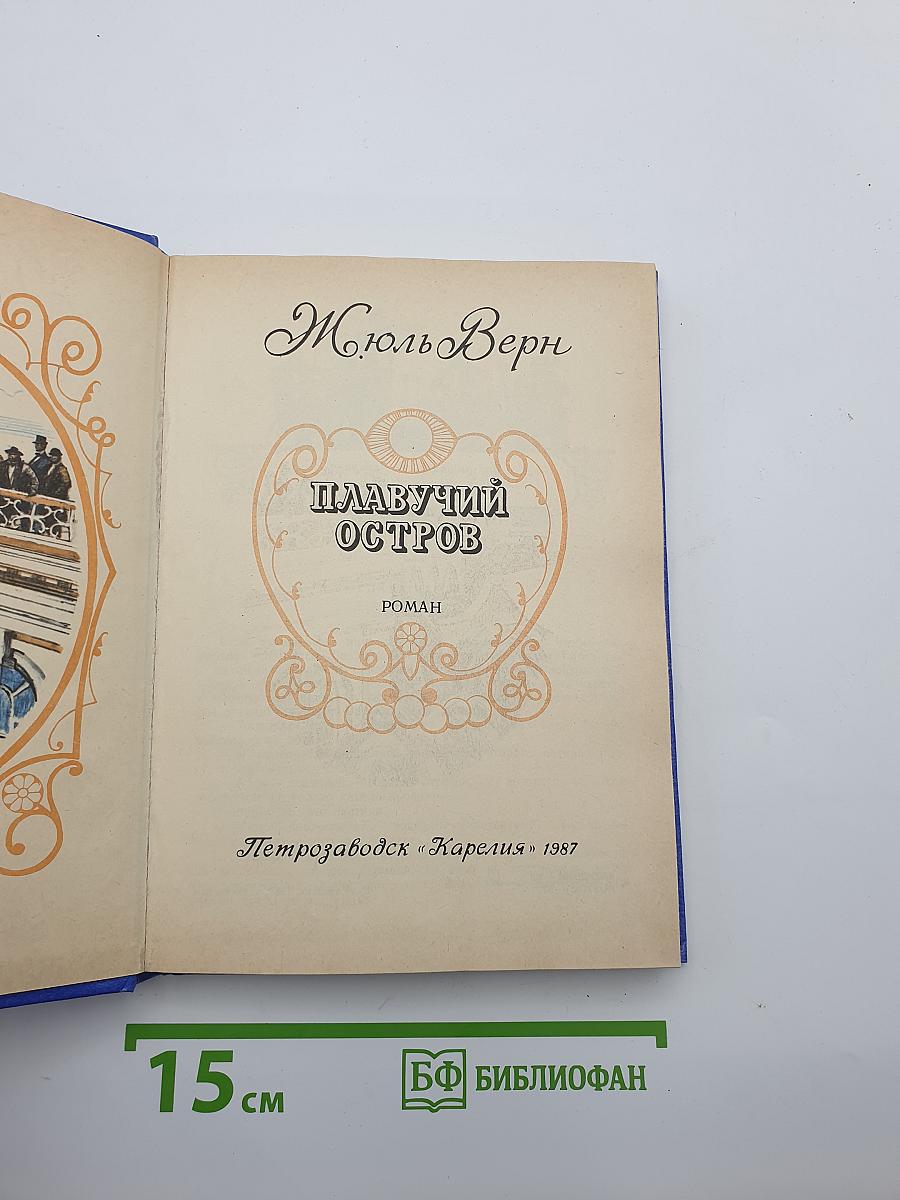 Жюль Верн
ПЛАВУЧИЙ
ОСТРОВ
РОМАН
Петрозаводск «Карелия» 1987
15 см
БФ БИБЛИОФАН